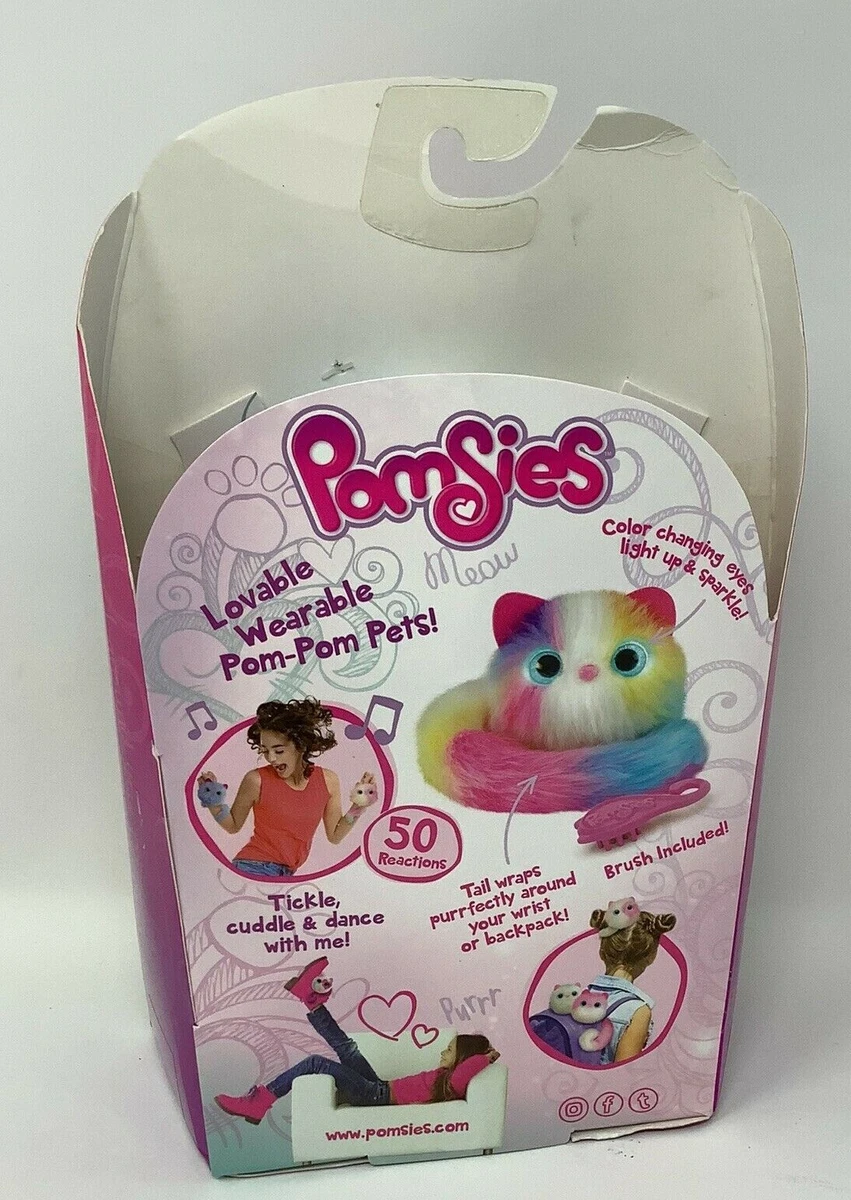 Pomsies™
Meow
Color changing eyes
light up & sparkle!
Lovable
Wearable
Pom-Pom Pets!
50
Reactions
Brush Included!
Tail wraps
purrfectly around
your wrist
or backpack!
Tickle,
cuddle & dance
with me!
Purrr
www.pomsies.com